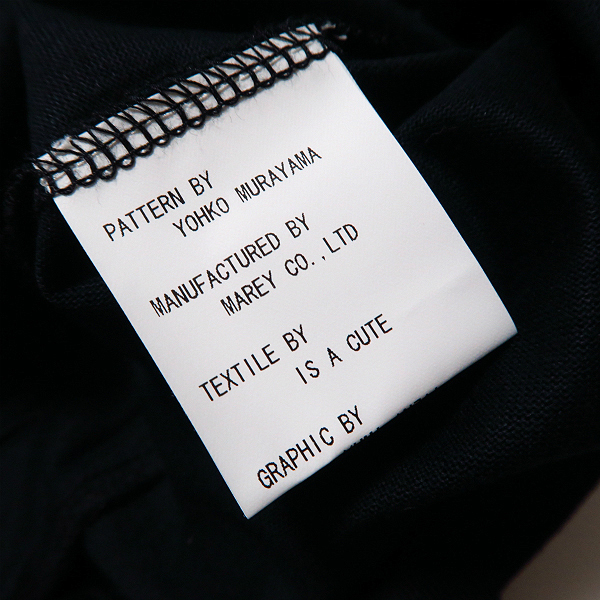 PATTERN BY
YOHKO MURAYAMA
MANUFACTURED BY
MAREY CO.,LTD
TEXTILE BY
IS A CUTE
GRAPHIC BY